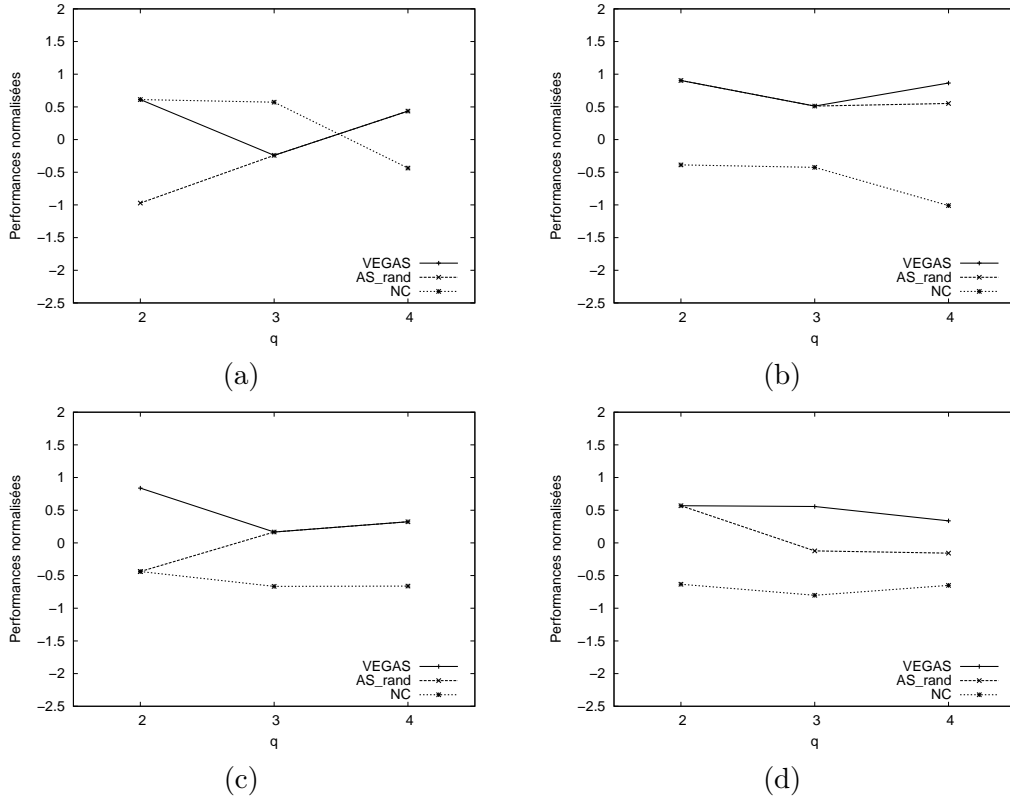 2
1.5
1
0.5
0
−0.5
−1
−1.5
−2
−2.5
Performances normalisées
VEGAS
AS_rand
NC
2 3 4
q
(a)
2
1.5
1
0.5
0
−0.5
−1
−1.5
−2
−2.5
Performances normalisées
VEGAS
AS_rand
NC
2 3 4
q
(b)
2
1.5
1
0.5
0
−0.5
−1
−1.5
−2
−2.5
Performances normalisées
VEGAS
AS_rand
NC
2 3 4
q
(c)
2
1.5
1
0.5
0
−0.5
−1
−1.5
−2
−2.5
Performances normalisées
VEGAS
AS_rand
NC
2 3 4
q
(d)